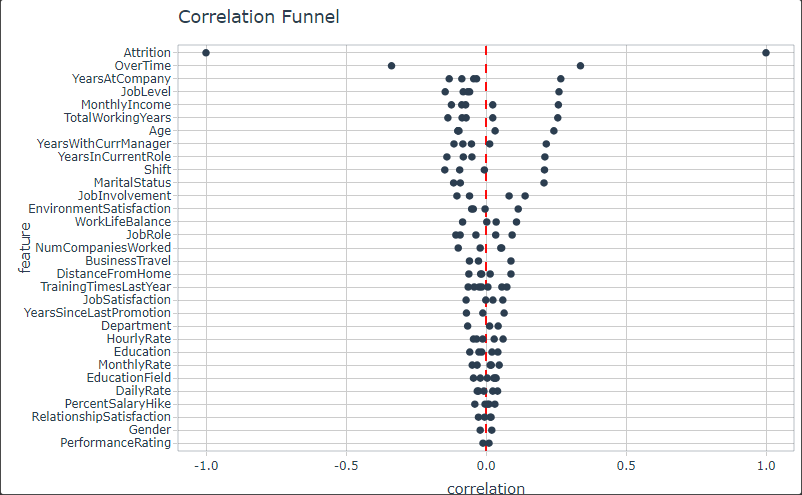 Correlation Funnel
Attrition
OverTime
YearsAtCompany
JobLevel
MonthlyIncome
TotalWorkingYears
Age
YearsWithCurrManager
YearsInCurrentRole
Shift
MaritalStatus
JobInvolvement
EnvironmentSatisfaction
WorkLifeBalance
JobRole
NumCompaniesWorked
BusinessTravel
DistanceFromHome
TrainingTimesLastYear
JobSatisfaction
YearsSinceLastPromotion
Department
HourlyRate
Education
MonthlyRate
EducationField
DailyRate
PercentSalaryHike
RelationshipSatisfaction
Gender
PerformanceRating
feature
-1.0 -0.5 0.0 0.5 1.0
correlation